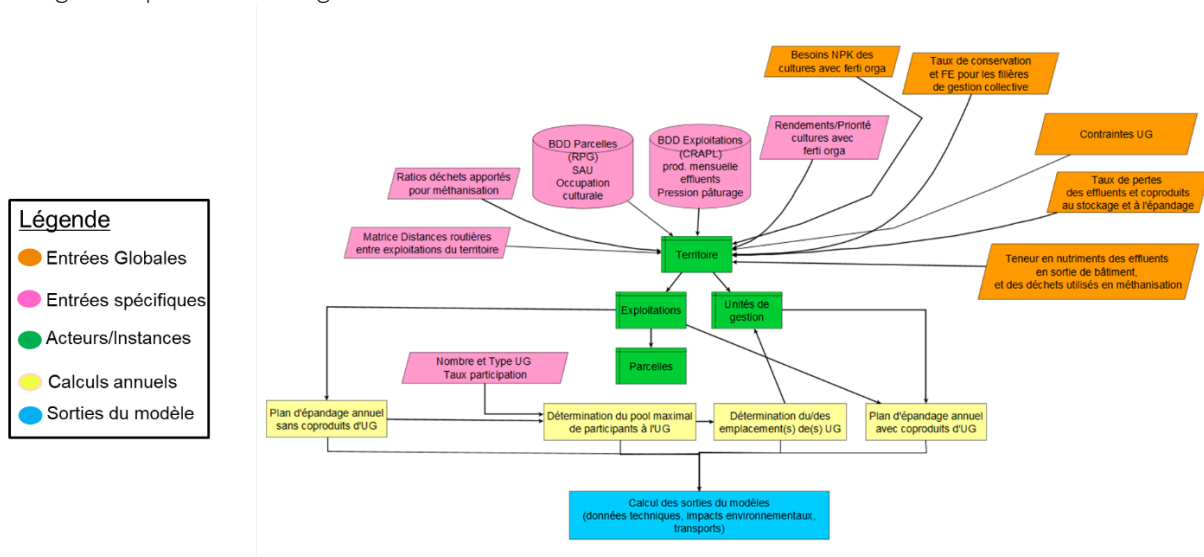 Besoins NPK des
cultures avec ferti orga
Taux de conservation
et FE pour les filières
de gestion collective
Contraintes UG
Taux de pertes
des effluents et coproduits
au stockage et à l'épandage
Teneur en nutriments des effluents
en sortie de bâtiment,
et des déchets utilisés en méthanisation
Rendements/Priorité
cultures avec
ferti orga
BDD Exploitations
(CRAPL)
prod. mensuelle
effluents
Pression pâturage
BDD Parcelles
(RPG)
SAU
Occupation
culturale
Ratios déchets apportés
pour méthanisation
Matrice Distances routières
entre exploitations du territoire
Territoire
Exploitations
Unités de
gestion
Parcelles
Nombre et Type UG
Taux participation
Plan d'épandage annuel
sans coproduits d'UG
Détermination du pool maximal
de participants à l'UG
Détermination du/des
emplacement(s) de(s) UG
Plan d'épandage annuel
avec coproduits d'UG
Calcul des sorties du modèles
(données techniques, impacts environnementaux,
transports)
Légende
Entrées Globales
Entrées spécifiques
Acteurs/Instances
Calculs annuels
Sorties du modèle